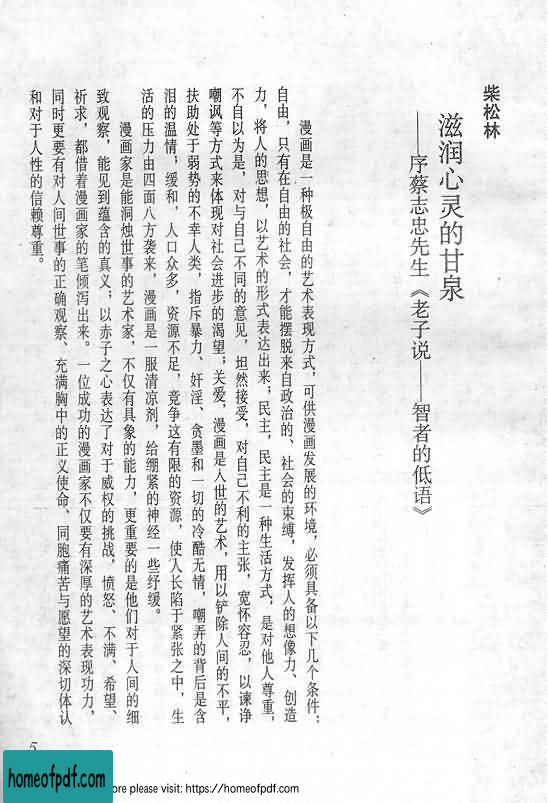 柴松林
滋润心灵的甘泉
——序蔡志忠先生《老子说——智者的低语》
漫画是一种极自由的艺术表现方式，可供漫画发展的环境，必须具备以下几个条件：
自由，只有在自由的社会，才能摆脱来自政治的、社会的束缚，发挥人的想像力、创造
力，将人的思想，以艺术的形式表达出来；民主，民主是一种生活方式，是对他人尊重，
不自以为是，对与自己不同的意见，坦然接受，对自己不利的主张，宽怀容忍，以谏诤
嘲讽等方式来体现对社会进步的渴望；关爱，漫画是人世的艺术，用以铲除人间的不平，
扶助处于弱势的不幸人类，指斥暴力、奸淫、贪墨和一切的冷酷无情，嘲弄的背后是含
泪的温情；缓和，人口众多，资源不足，竞争这有限的资源，使人长陷于紧张之中，生
活的压力由四面八方袭来，漫画是一服清凉剂，给绷紧的神经一些纾缓。
漫画家是能洞烛世事的艺术家，不仅有具象的能力，更重要的是他们对于人间的细
致观察，能见到蕴含的真义；以赤子之心表达了对于威权的挑战，愤怒、不满、希望、
祈求，都借着漫画家的笔倾泻出来。一位成功的漫画家不仅要有深厚的艺术表现功力，
同时更要有对人间世事的正确观察、充满胸中的正义使命、同胞痛苦与愿望的深切体认
和对于人性的信赖尊重。
5
homeofpdf.com
ore please visit: https://homeofpdf.com